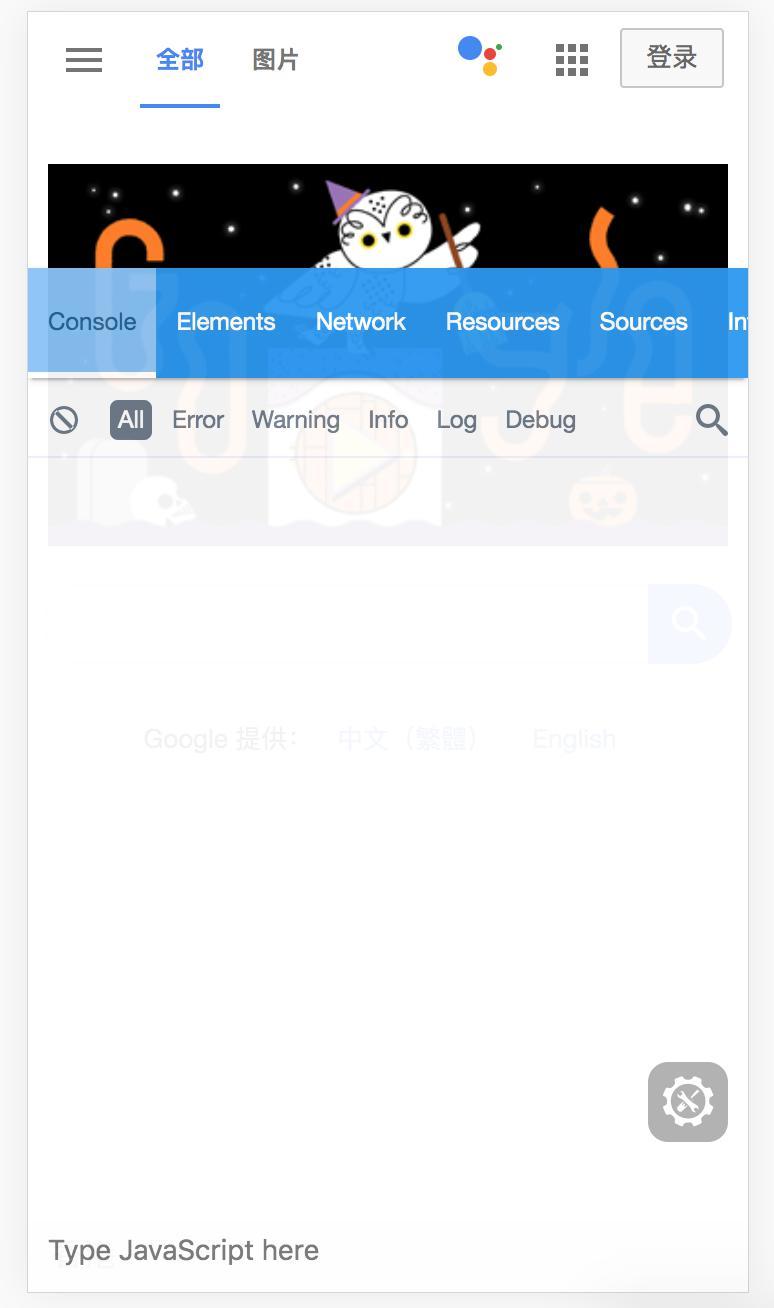 全部 图片 登录
Console Elements Network Resources Sources
All Error Warning Info Log Debug
Google 提供： 中文（繁體） English
Type JavaScript here